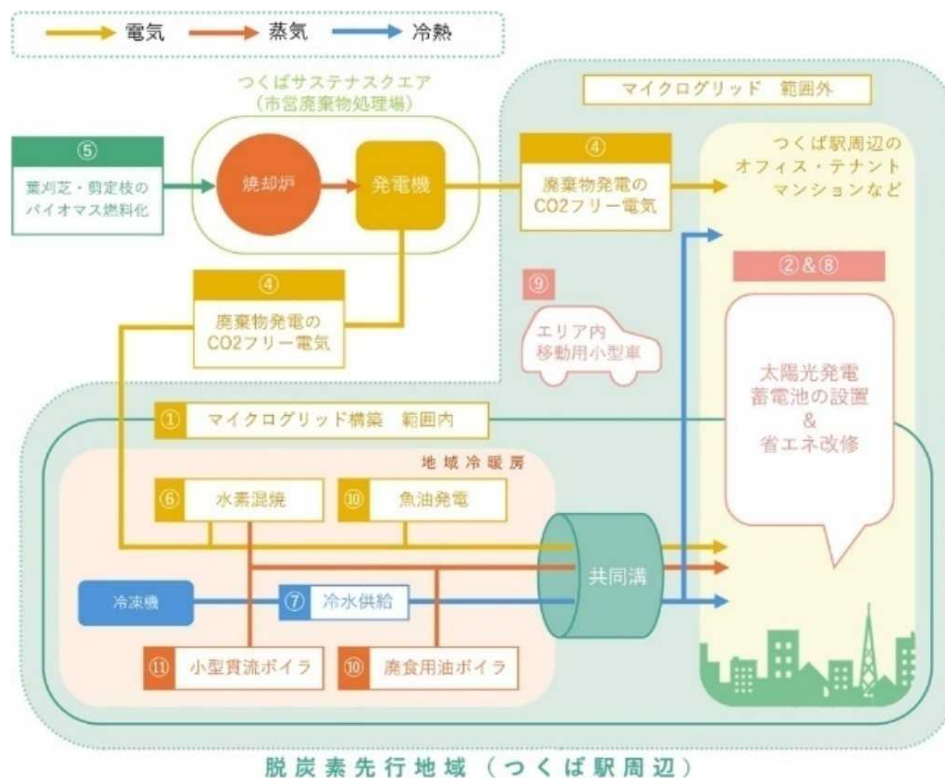 電気
蒸気
冷熱
つくばサステナスクエア
(市営廃棄物処理場)
マイクログリッド 範囲外
⑤
葉刈芝・剪定枝の
バイオマス燃料化
焼却炉
発電機
④
廃棄物発電の
CO2フリー電気
つくば駅周辺の
オフィス・テナント
マンションなど
④
廃棄物発電の
CO2フリー電気
⑨
エリア内
移動用小型車
②&⑧
太陽光発電
蓄電池の設置
&
省エネ改修
① マイクログリッド構築 範囲内
地域冷暖房
⑥ 水素混焼
⑩ 魚油発電
共同溝
冷凍機
⑦ 冷水供給
⑪ 小型貫流ボイラ
⑩ 廃食用油ボイラ
脱炭素先行地域(つくば駅周辺)